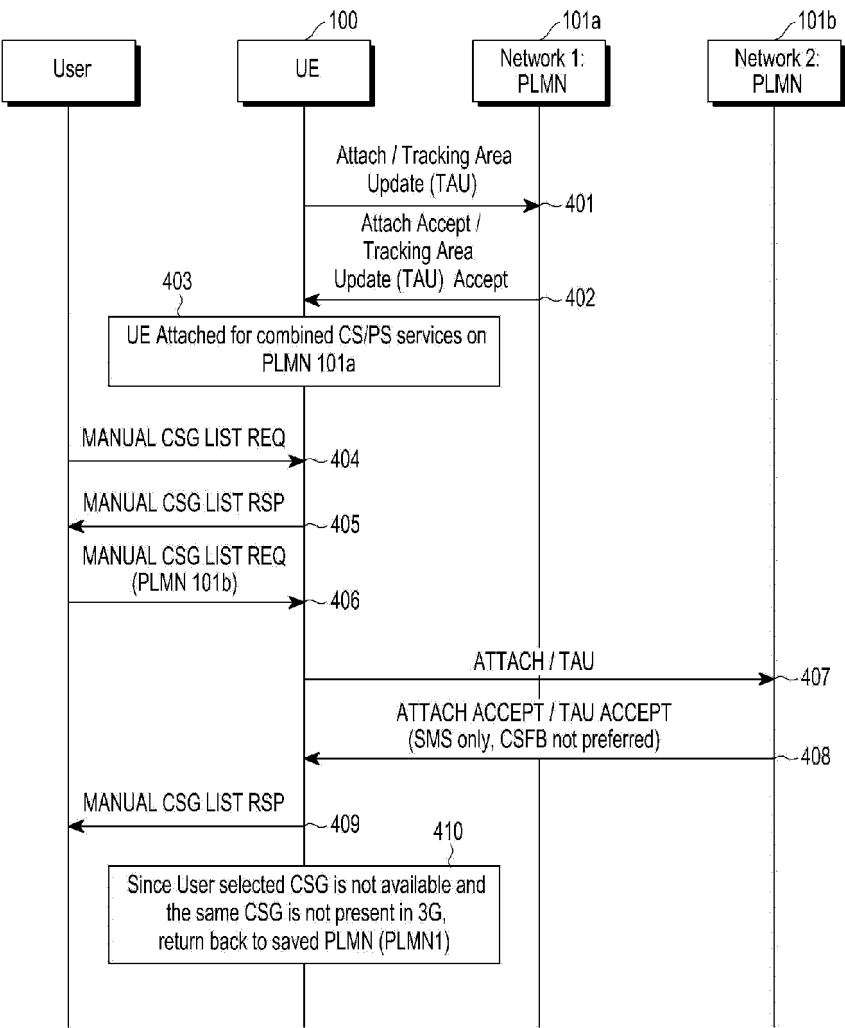 100
101a
101b
User
UE
Network 1:
PLMN
Network 2:
PLMN
Attach / Tracking Area
Update (TAU)
401
Attach Accept /
Tracking Area
Update (TAU) Accept
402
403
UE Attached for combined CS/PS services on
PLMN 101a
MANUAL CSG LIST REQ
404
MANUAL CSG LIST RSP
405
MANUAL CSG LIST REQ
(PLMN 101b)
406
ATTACH / TAU
407
ATTACH ACCEPT / TAU ACCEPT
(SMS only, CSFB not preferred)
408
MANUAL CSG LIST RSP
409
410
Since User selected CSG is not available and
the same CSG is not present in 3G,
return back to saved PLMN (PLMN1)